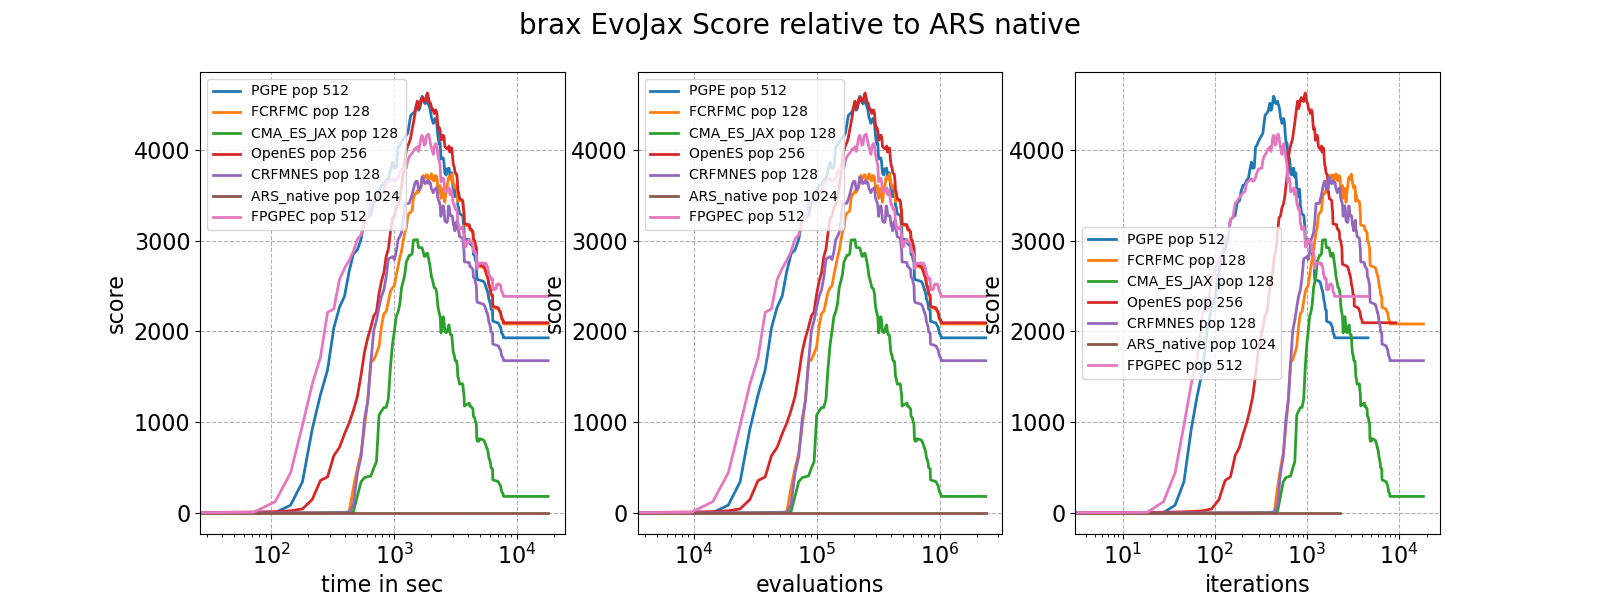 brax EvoJax Score relative to ARS native
score
4000
3000
2000
1000
0
PGPE pop 512
FCRFMC pop 128
CMA_ES_JAX pop 128
OpenES pop 256
CRFMNES pop 128
ARS_native pop 1024
FPGPEC pop 512
10²
10³
10⁴
time in sec
score
4000
3000
2000
1000
0
PGPE pop 512
FCRFMC pop 128
CMA_ES_JAX pop 128
OpenES pop 256
CRFMNES pop 128
ARS_native pop 1024
FPGPEC pop 512
10⁴
10⁵
10⁶
evaluations
score
4000
3000
2000
1000
0
PGPE pop 512
FCRFMC pop 128
CMA_ES_JAX pop 128
OpenES pop 256
CRFMNES pop 128
ARS_native pop 1024
FPGPEC pop 512
10¹
10²
10³
10⁴
iterations